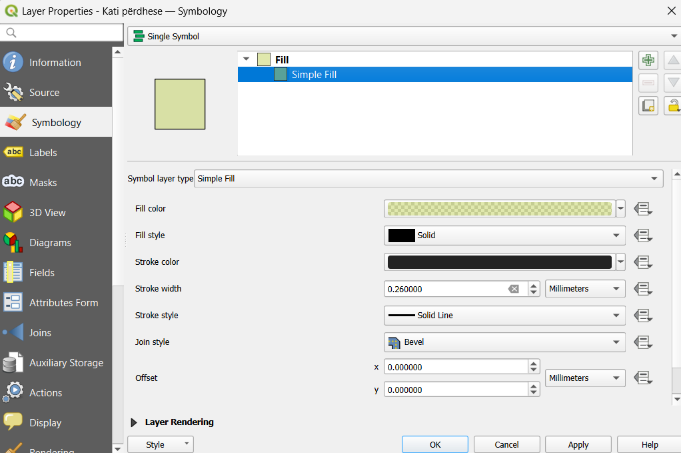 Layer Properties - Kati përdhese — Symbology
Single Symbol
Information
Source
Symbology
Labels
Masks
3D View
Diagrams
Fields
Attributes Form
Joins
Auxiliary Storage
Actions
Display
Rendering
Fill
Simple Fill
Symbol layer type Simple Fill
Fill color
Fill style Solid
Stroke color
Stroke width 0.260000 Millimeters
Stroke style Solid Line
Join style Bevel
Offset x 0.000000 Millimeters
y 0.000000
Layer Rendering
Style OK Cancel Apply Help